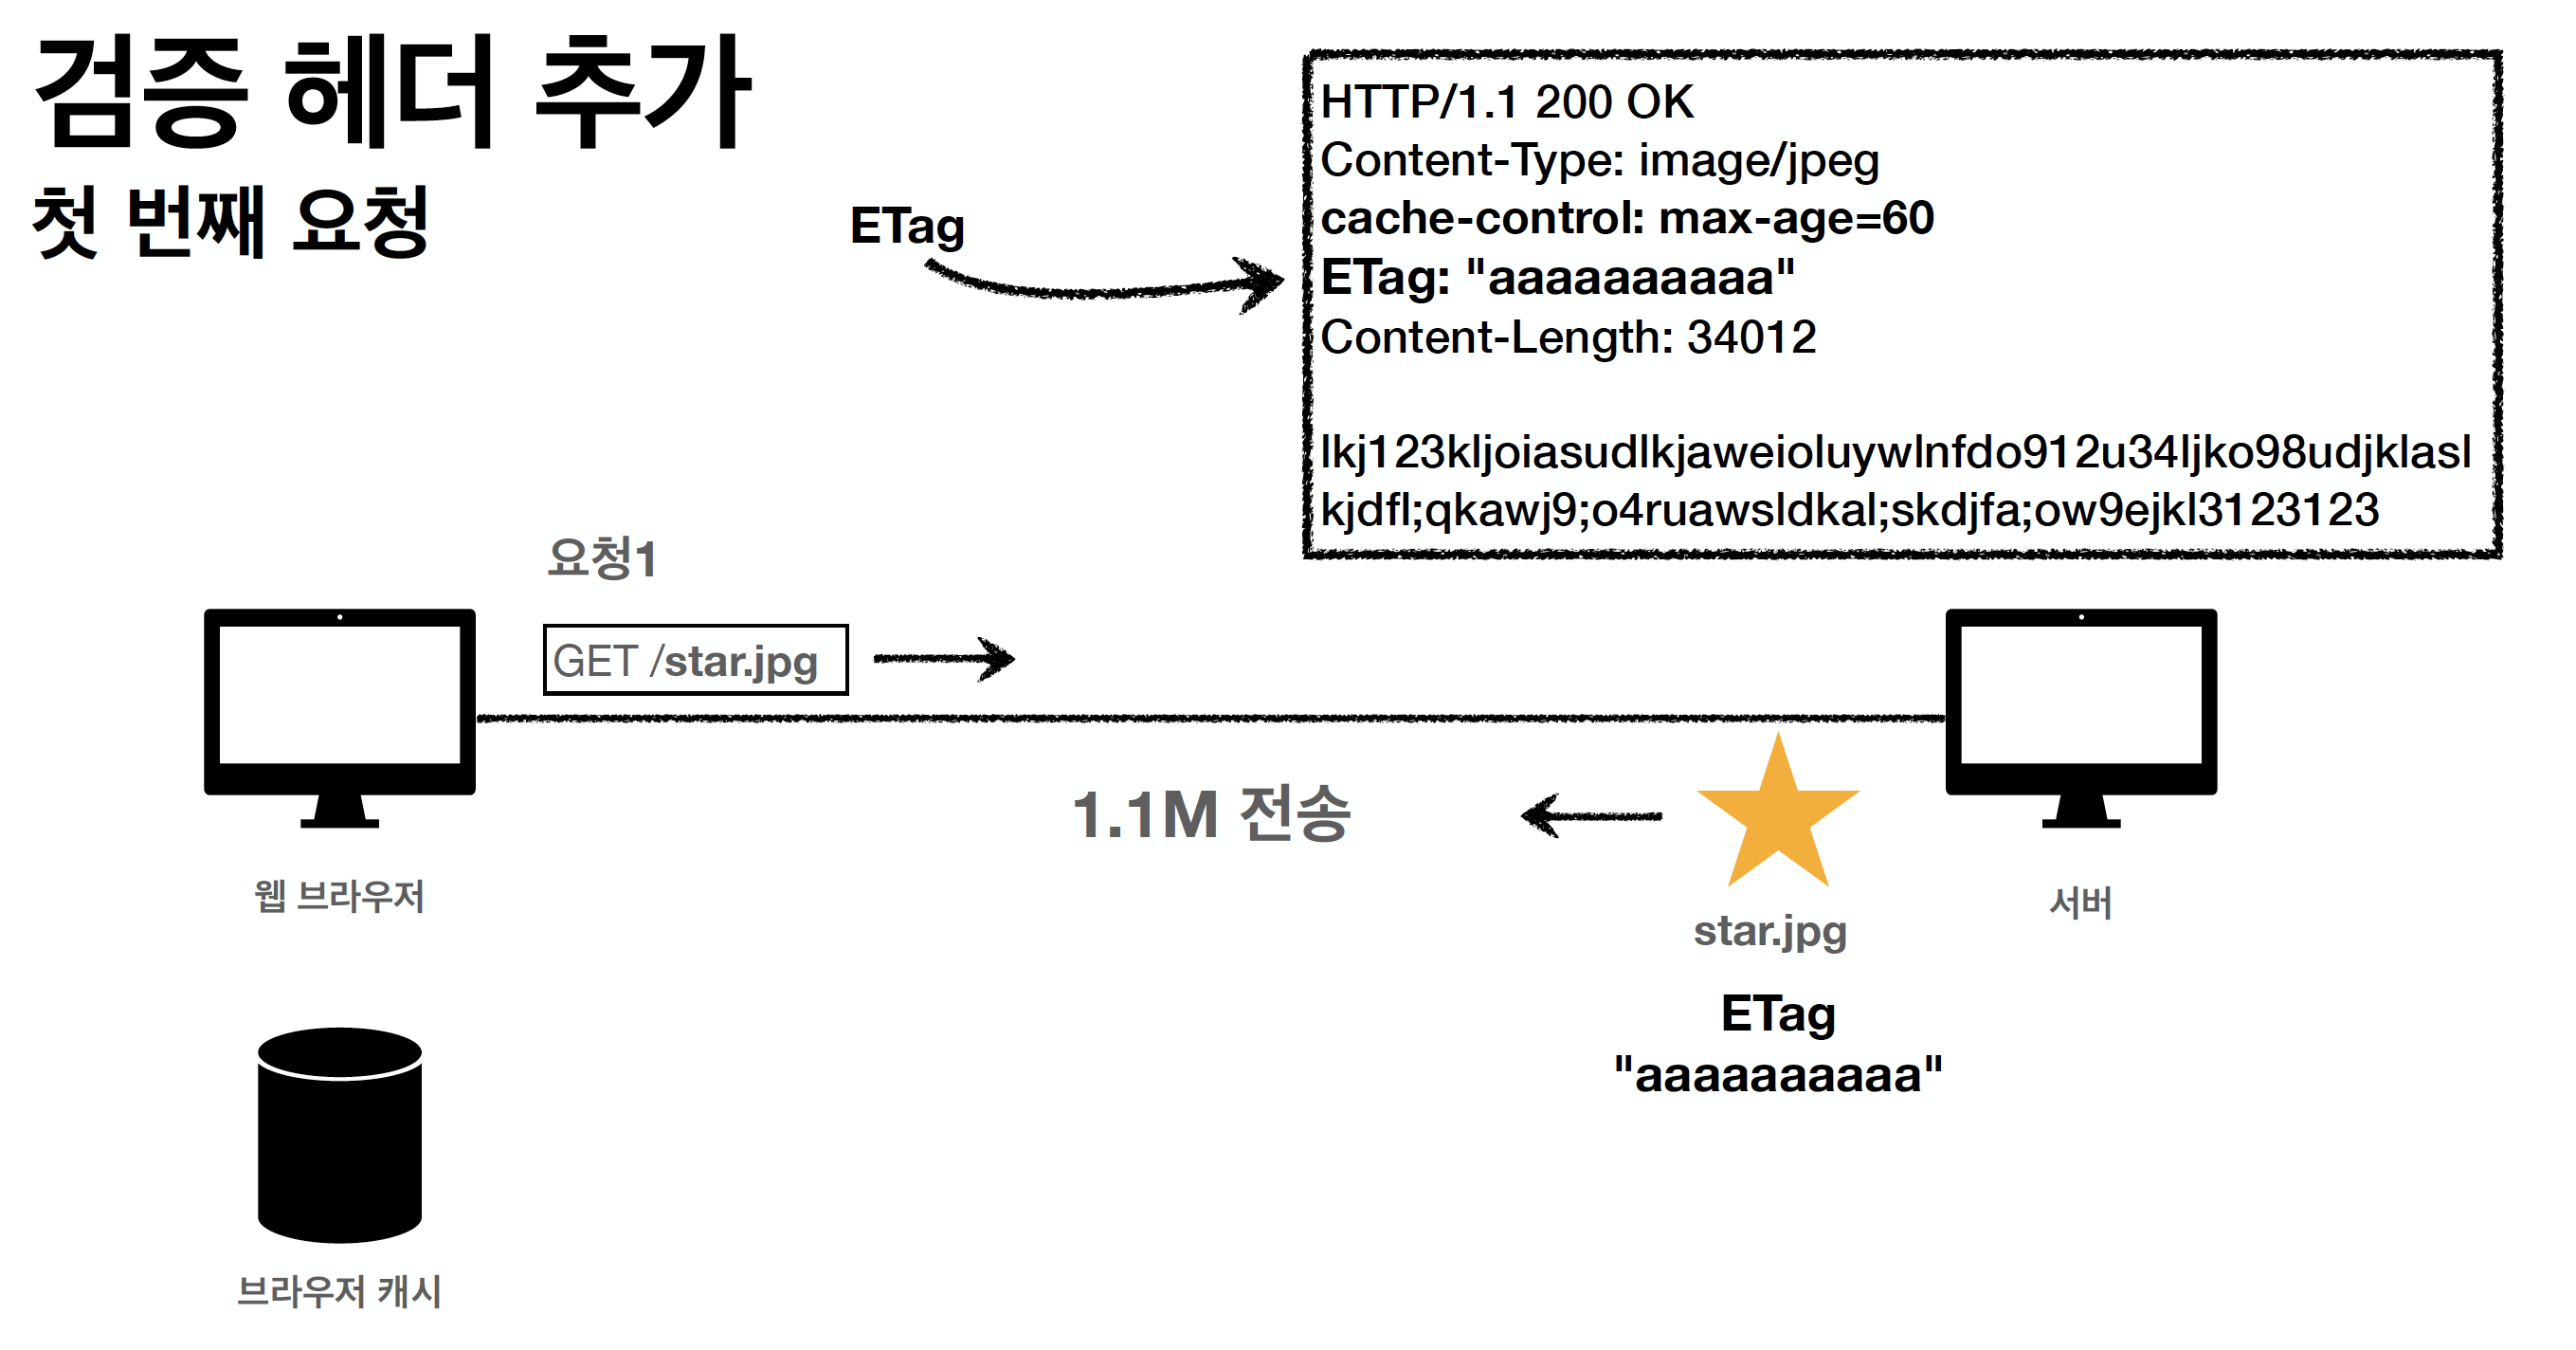 검증 헤더 추가
첫 번째 요청
ETag
HTTP/1.1 200 OK
Content-Type: image/jpeg
cache-control: max-age=60
ETag: "aaaaaaaaaa"
Content-Length: 34012
lkj123kljoiasudlkjaweioluywlnfdo912u34ljko98udjklasl
kjdfl;qkawj9;o4ruawsldkal;skdjfa;ow9ejkl3123123
요청1
GET /star.jpg
1.1M 전송
웹 브라우저
서버
star.jpg
ETag
"aaaaaaaaaa"
브라우저 캐시